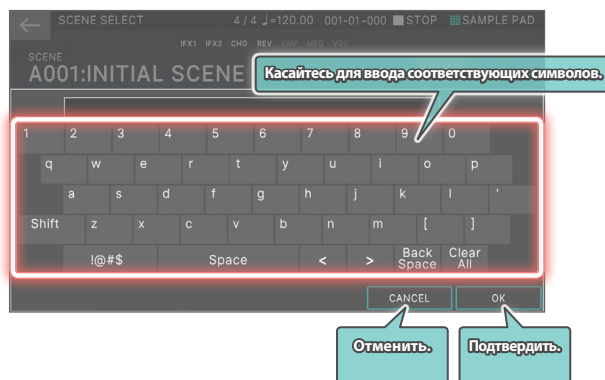 SCENE SELECT 4 / 4 ♩=120.00 001-01-000 STOP SAMPLE PAD
IFX1 IFX2 CHO REV CMP MEQ VOC
SCENE
A001:INITIAL SCENE
Касайтесь для ввода соответствующих символов.
1 2 3 4 5 6 7 8 9 0
q w e r t y u i o p
a s d f g h j k l '
Shift z x c v b n m [ ]
!@#$ Space < > Back Space Clear All
CANCEL OK
Отменить. Подтвердить.